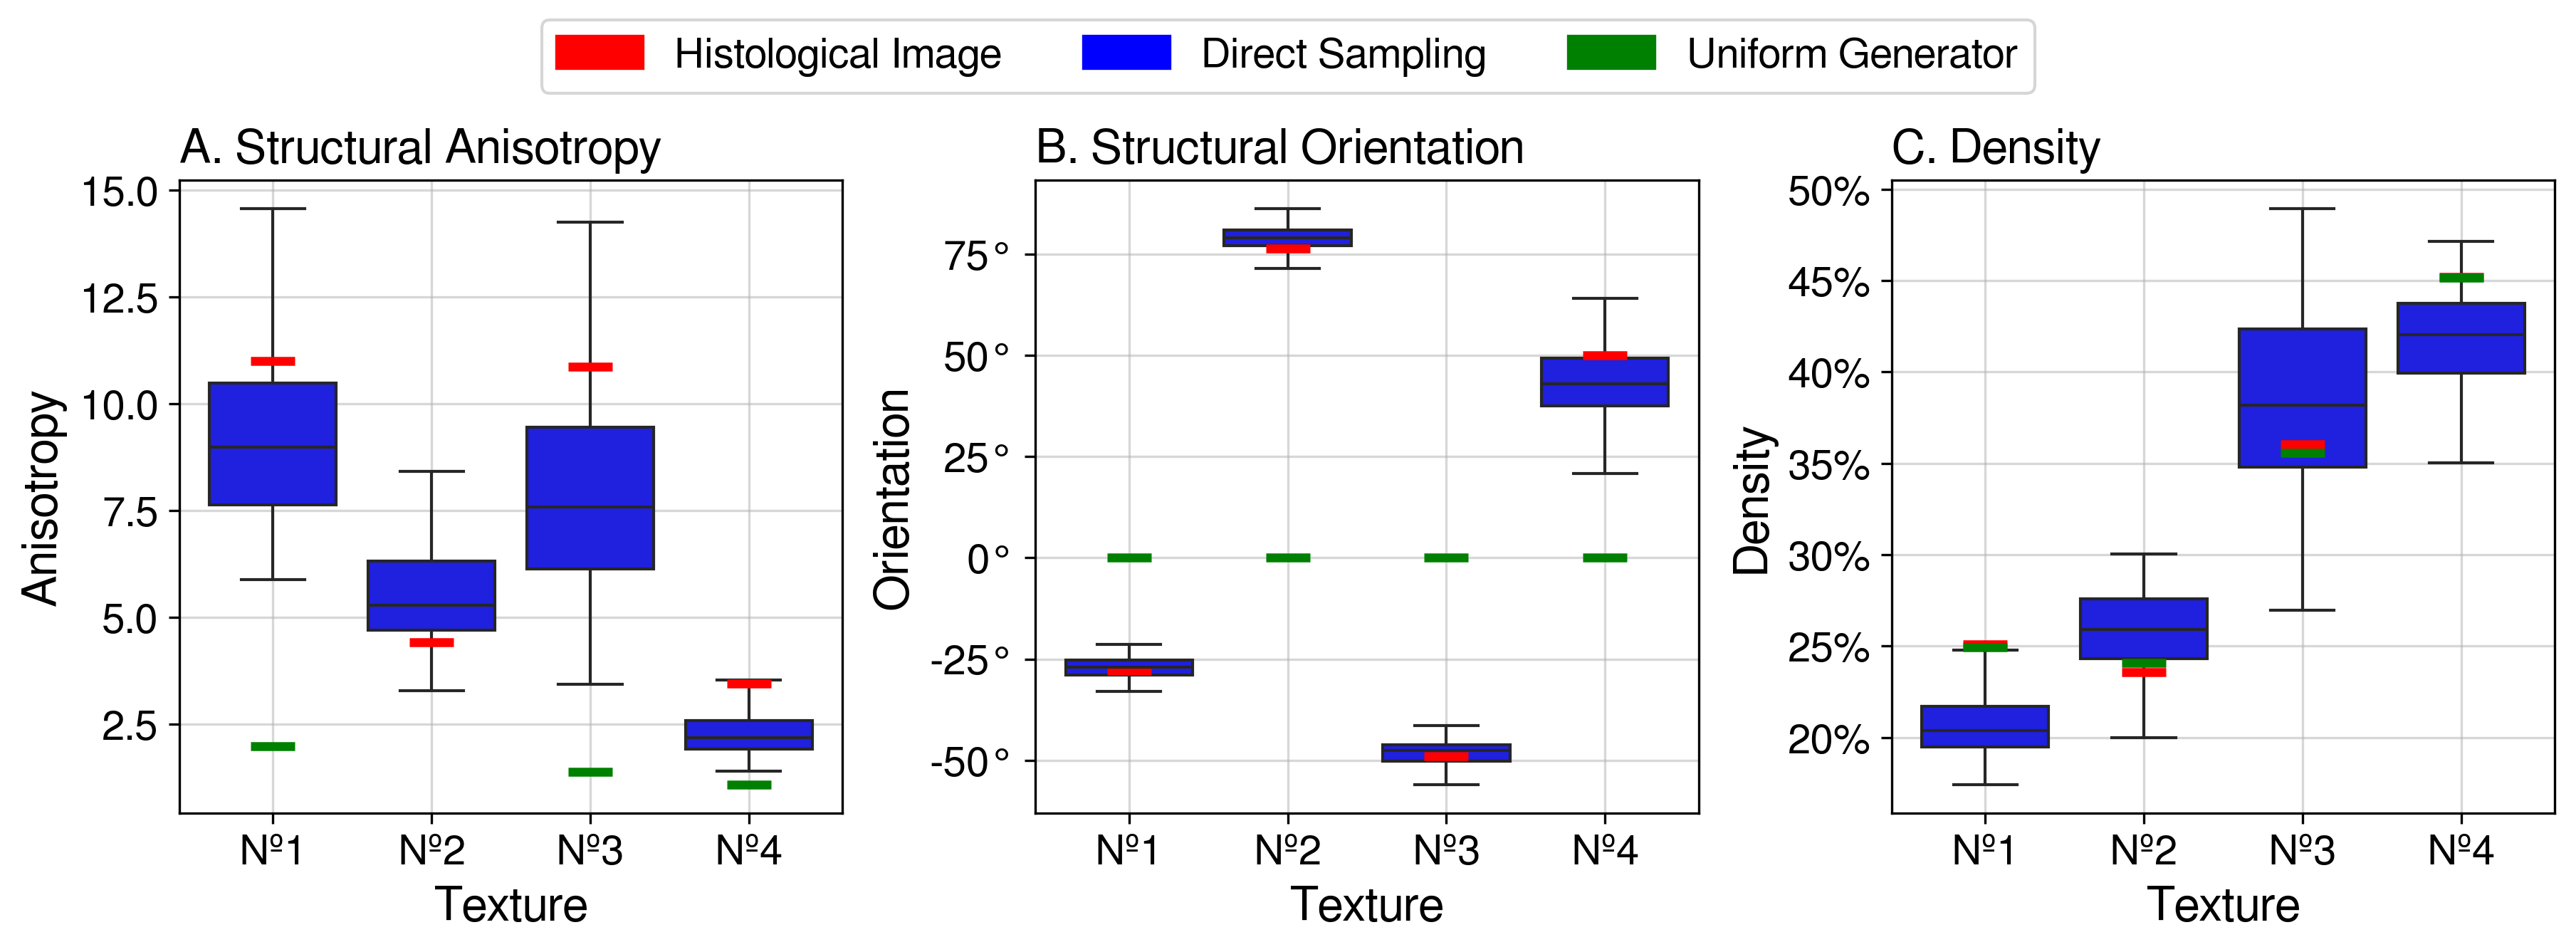 Histological Image Direct Sampling Uniform Generator
A. Structural Anisotropy
15.0
12.5
10.0
7.5
5.0
2.5
Anisotropy
Nº1 Nº2 Nº3 Nº4
Texture
B. Structural Orientation
75°
50°
25°
0°
-25°
-50°
Orientation
Nº1 Nº2 Nº3 Nº4
Texture
C. Density
50%
45%
40%
35%
30%
25%
20%
Density
Nº1 Nº2 Nº3 Nº4
Texture